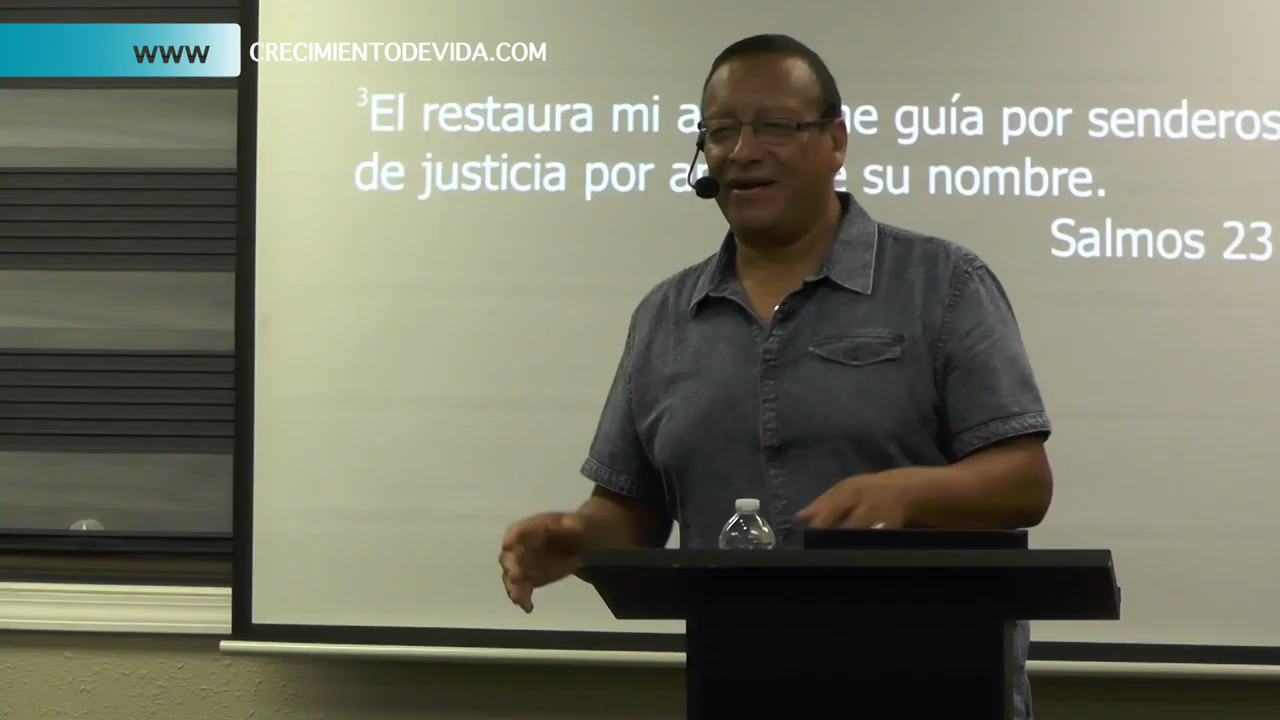 WWW CRECIMIENTODEVIDA.COM
3El restaura mi a me guía por senderos
de justicia por a su nombre.
Salmos 23